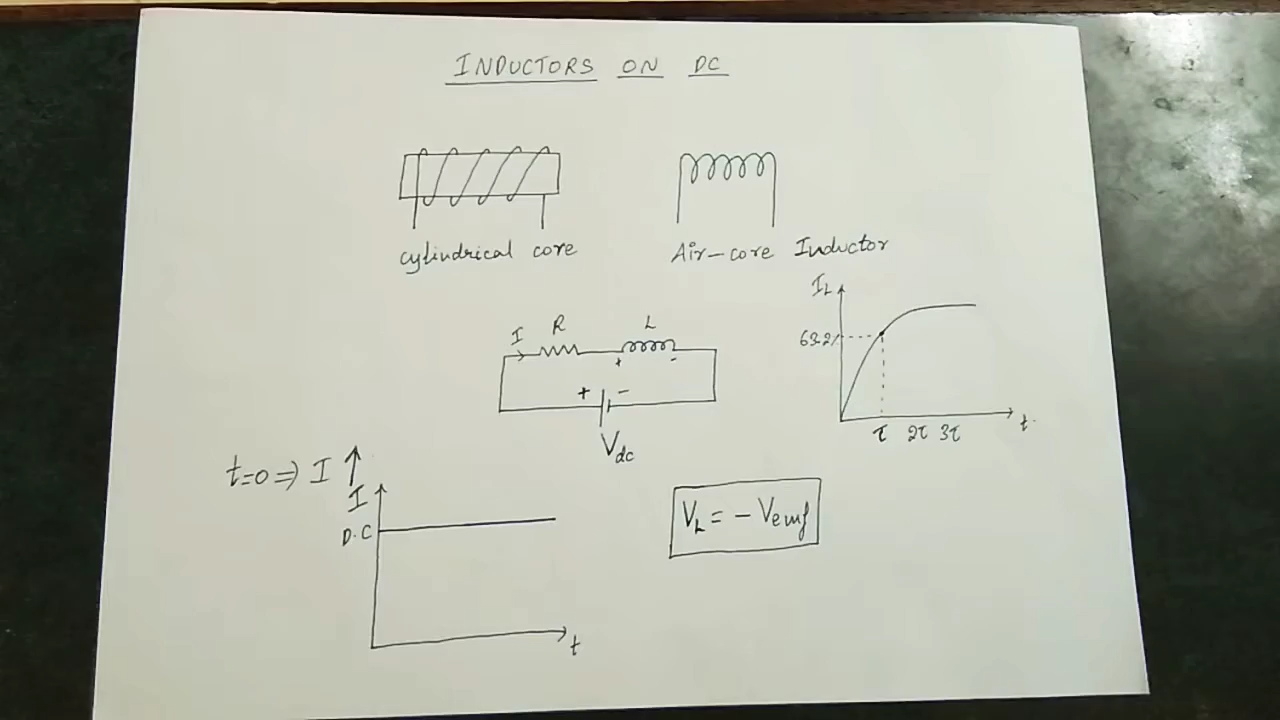 INDUCTORS ON DC
cylindrical core
Air-core Inductor
I R L
+ -
+ -
Vdc
IL
63.2%
τ 2τ 3τ
t
t=0 ⇒ I ↑
I
D.C
t
VL = - Vemf